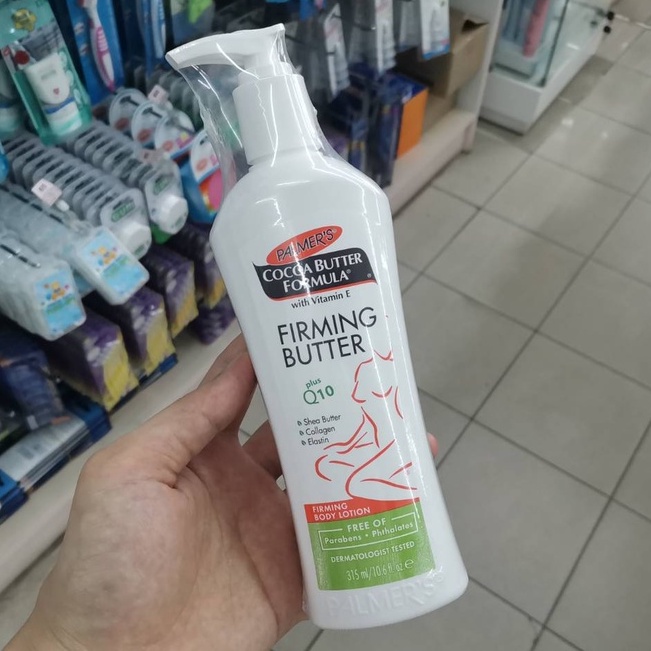 PALMER'S®
COCOA BUTTER
FORMULA®
with Vitamin E
FIRMING
BUTTER
plus
Q10
Shea Butter
Collagen
Elastin
FIRMING
BODY LOTION
FREE OF
Parabens • Phthalates
DERMATOLOGIST TESTED
315 ml/10.6 fl oz e
PALMER'S®